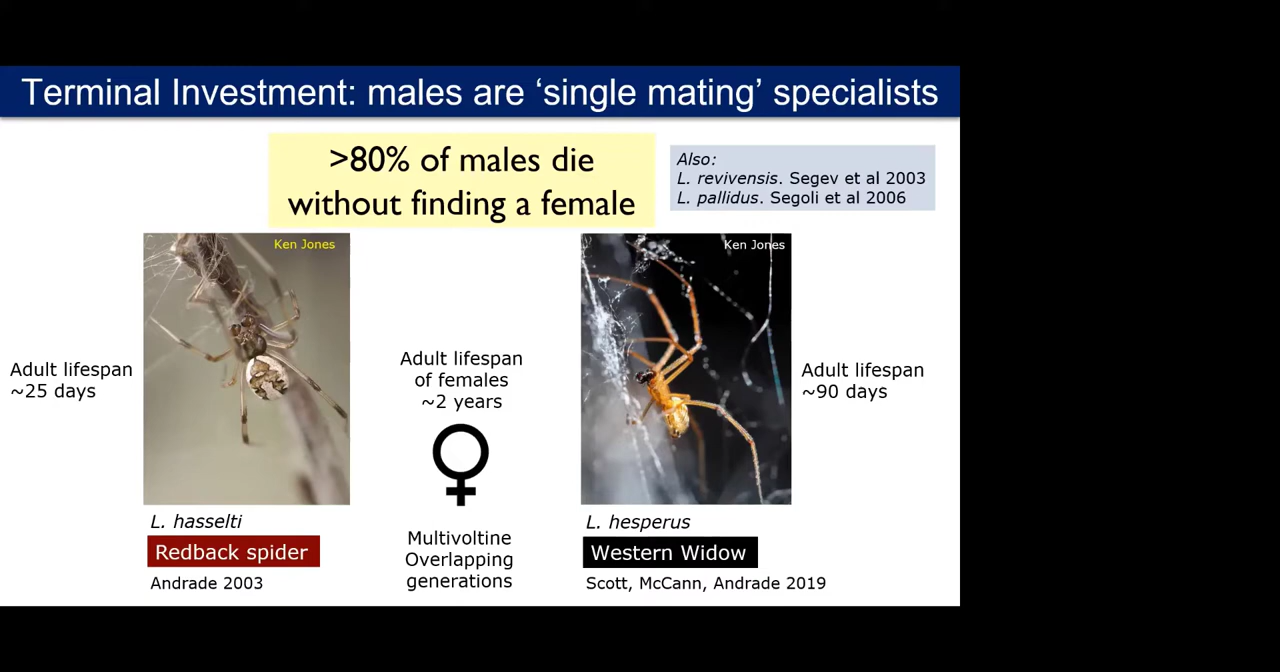 Terminal Investment: males are ‘single mating’ specialists
>80% of males die
without finding a female
Also:
L. revivensis. Segev et al 2003
L. pallidus. Segoli et al 2006
Ken Jones
Ken Jones
Adult lifespan
~25 days
Adult lifespan
of females
~2 years
Adult lifespan
~90 days
L. hasselti
Redback spider
Andrade 2003
Multivoltine
Overlapping
generations
L. hesperus
Western Widow
Scott, McCann, Andrade 2019